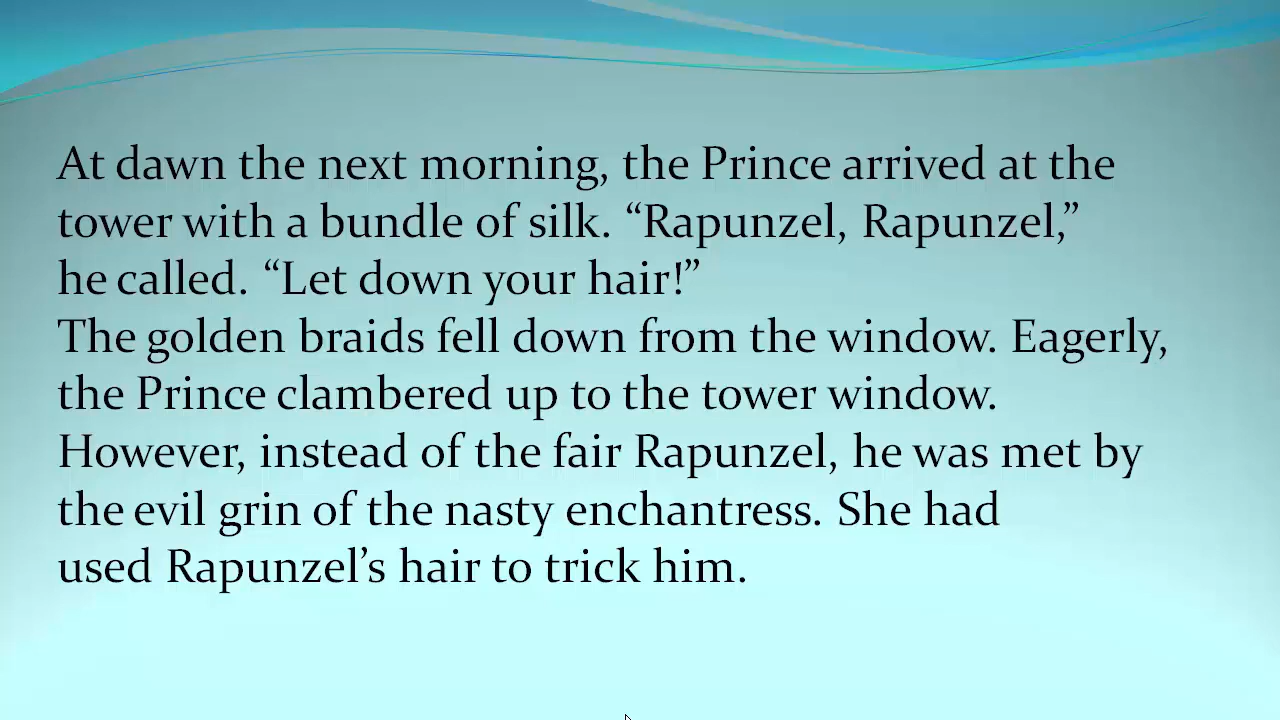 At dawn the next morning, the Prince arrived at the
tower with a bundle of silk. “Rapunzel, Rapunzel,”
he called. “Let down your hair!”
The golden braids fell down from the window. Eagerly,
the Prince clambered up to the tower window.
However, instead of the fair Rapunzel, he was met by
the evil grin of the nasty enchantress. She had
used Rapunzel’s hair to trick him.